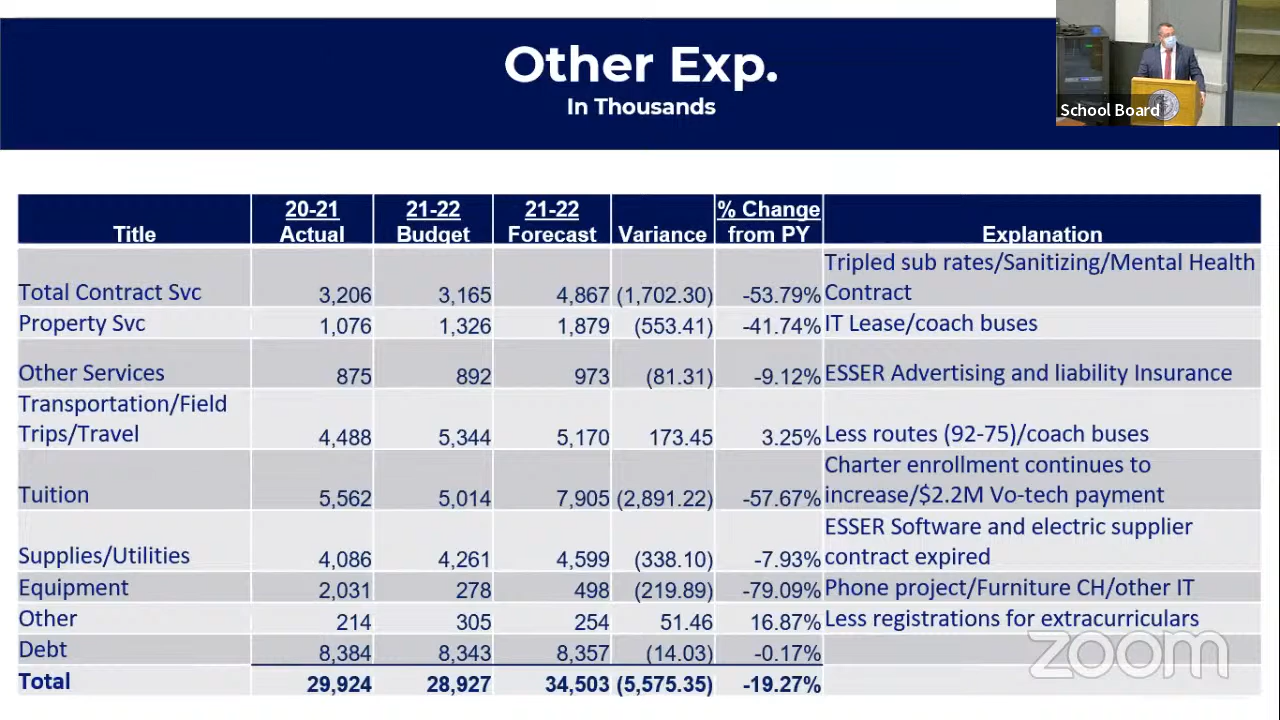 Other Exp.
In Thousands
School Board
Title 20-21 Actual 21-22 Budget 21-22 Forecast Variance % Change from PY Explanation
Total Contract Svc 3,206 3,165 4,867 (1,702.30) -53.79% Tripled sub rates/Sanitizing/Mental Health Contract
Property Svc 1,076 1,326 1,879 (553.41) -41.74% IT Lease/coach buses
Other Services 875 892 973 (81.31) -9.12% ESSER Advertising and liability Insurance
Transportation/Field Trips/Travel 4,488 5,344 5,170 173.45 3.25% Less routes (92-75)/coach buses
Tuition 5,562 5,014 7,905 (2,891.22) -57.67% Charter enrollment continues to increase/$2.2M Vo-tech payment
Supplies/Utilities 4,086 4,261 4,599 (338.10) -7.93% ESSER Software and electric supplier contract expired
Equipment 2,031 278 498 (219.89) -79.09% Phone project/Furniture CH/other IT
Other 214 305 254 51.46 16.87% Less registrations for extracurriculars
Debt 8,384 8,343 8,357 (14.03) -0.17%
Total 29,924 28,927 34,503 (5,575.35) -19.27%
zoom